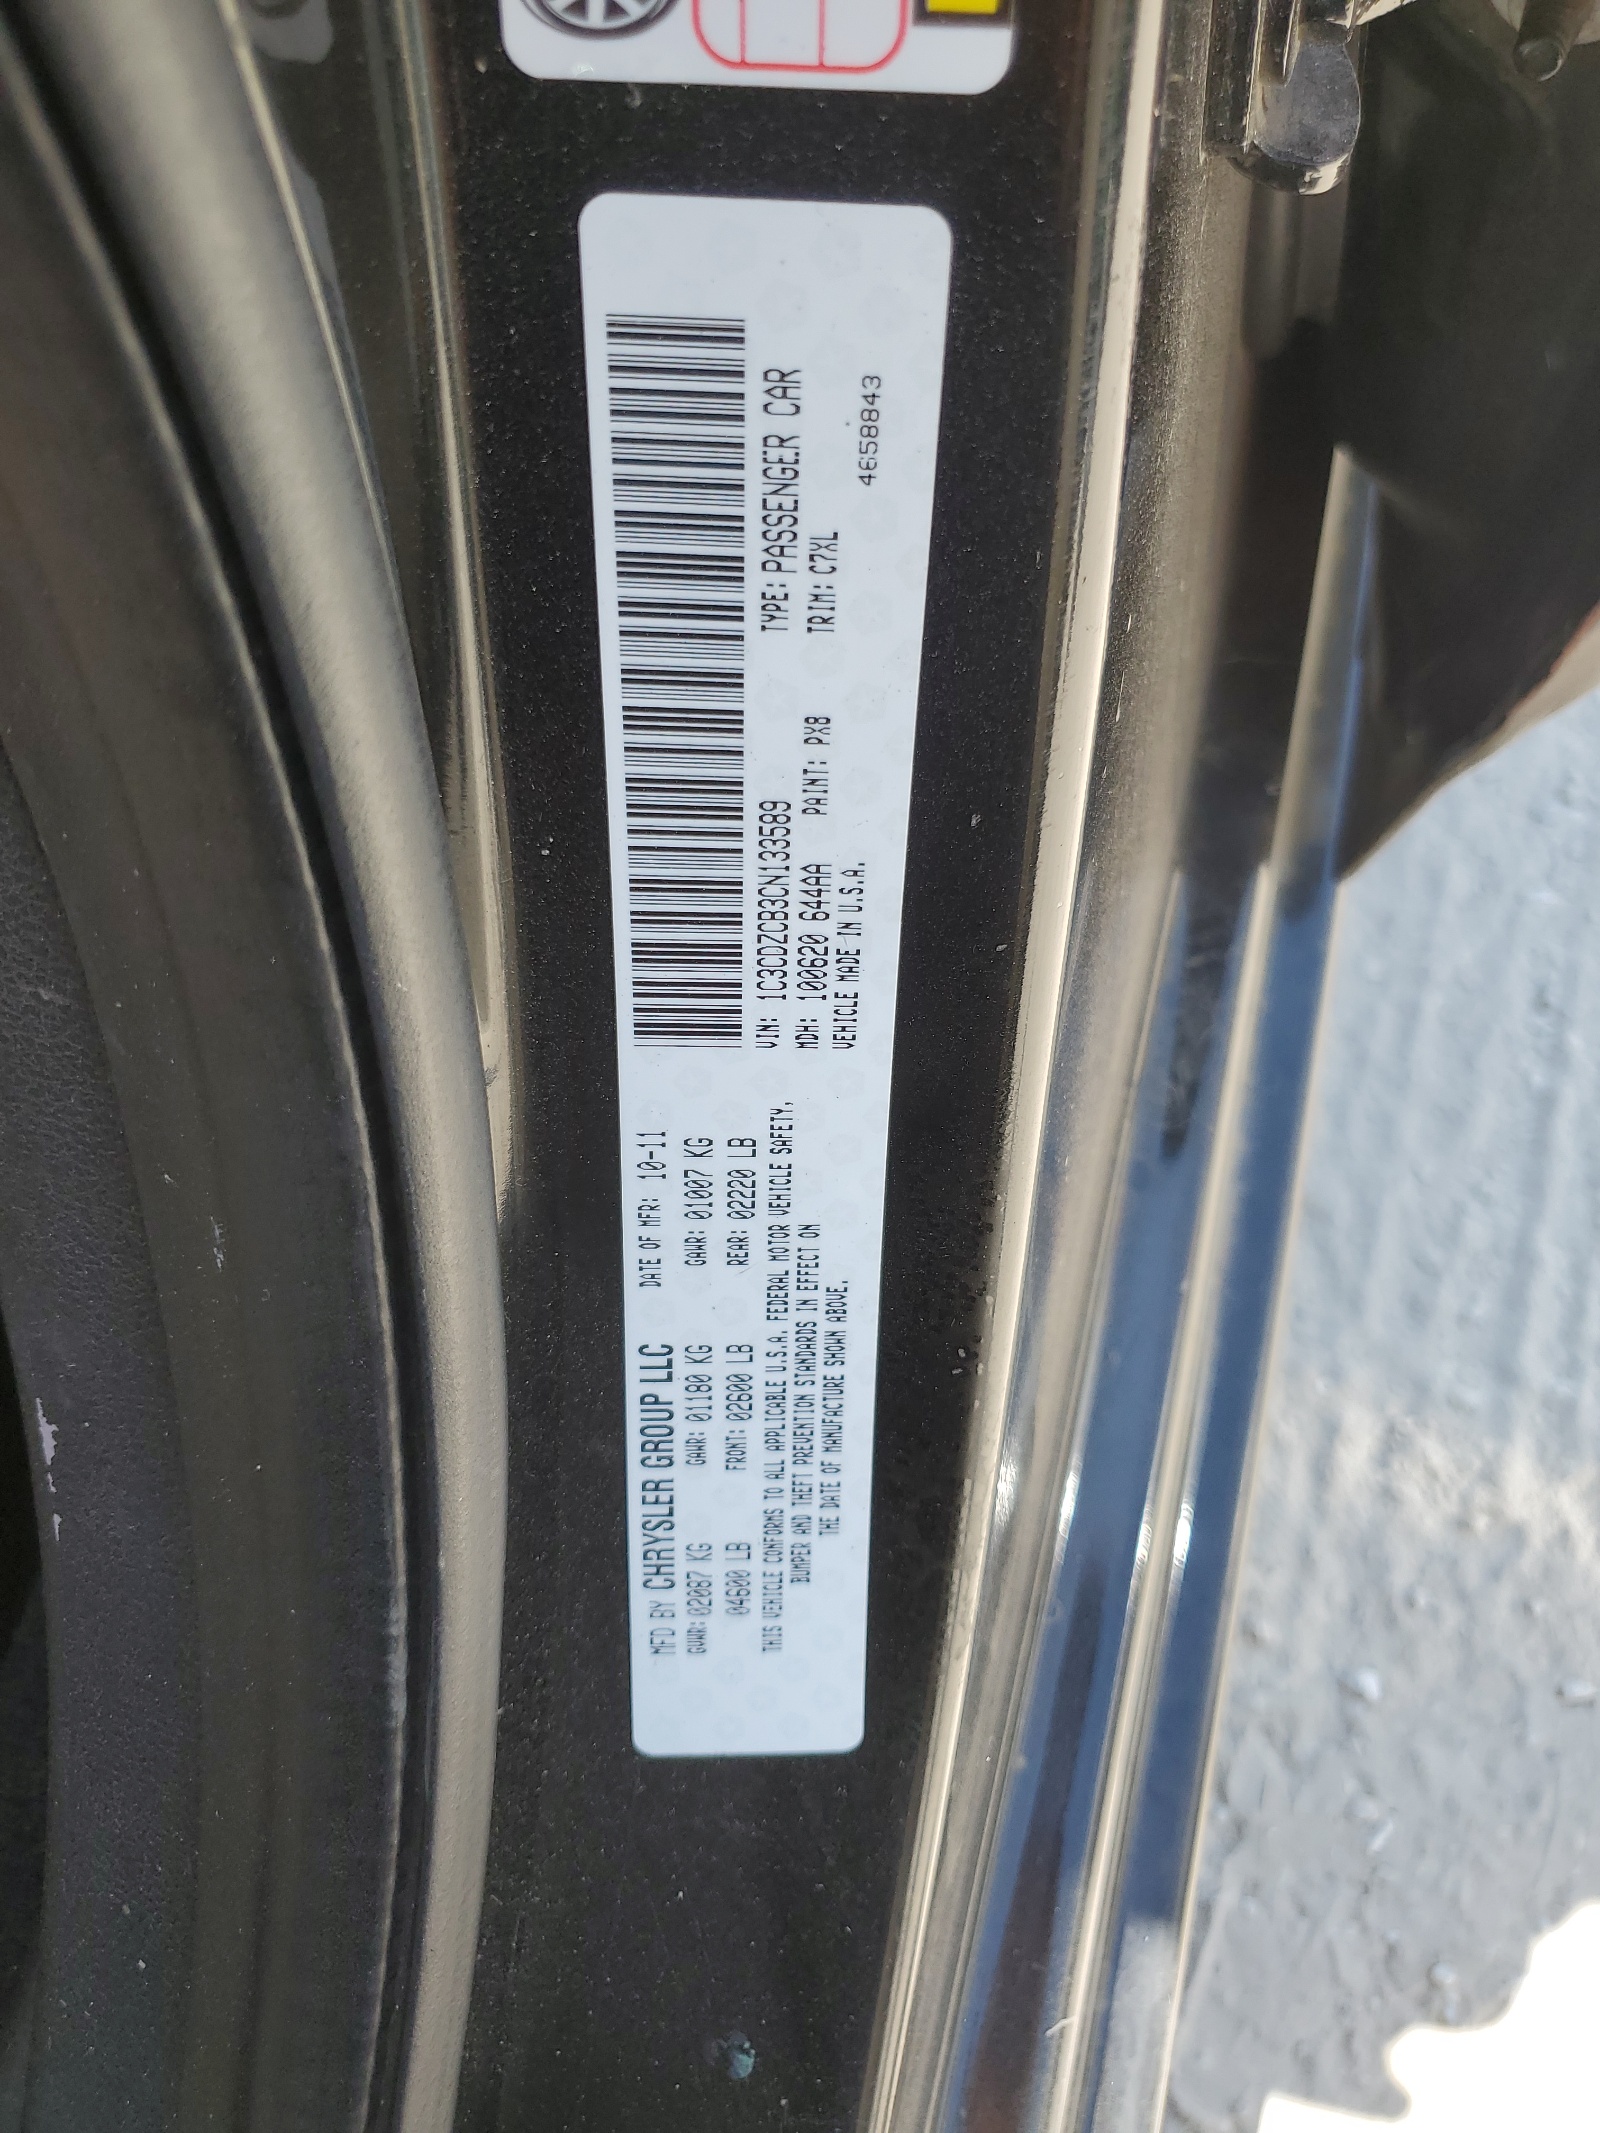 MFD BY CHRYSLER GROUP LLC DATE OF MFR: 10-11
GVWR: 02087 KG GAWR: 01180 KG GAWR: 01007 KG
04600 LB FRONT: 02600 LB REAR: 02220 LB
THIS VEHICLE CONFORMS TO ALL APPLICABLE U.S.A. FEDERAL MOTOR VEHICLE SAFETY,
BUMPER AND THEFT PREVENTION STANDARDS IN EFFECT ON
THE DATE OF MANUFACTURE SHOWN ABOVE.
VIN: 1C3CDZCB3CN133589 TYPE: PASSENGER CAR
MDH: 100620 644AA PAINT: PX8 TRIM: C7XL
VEHICLE MADE IN U.S.A.
4658843